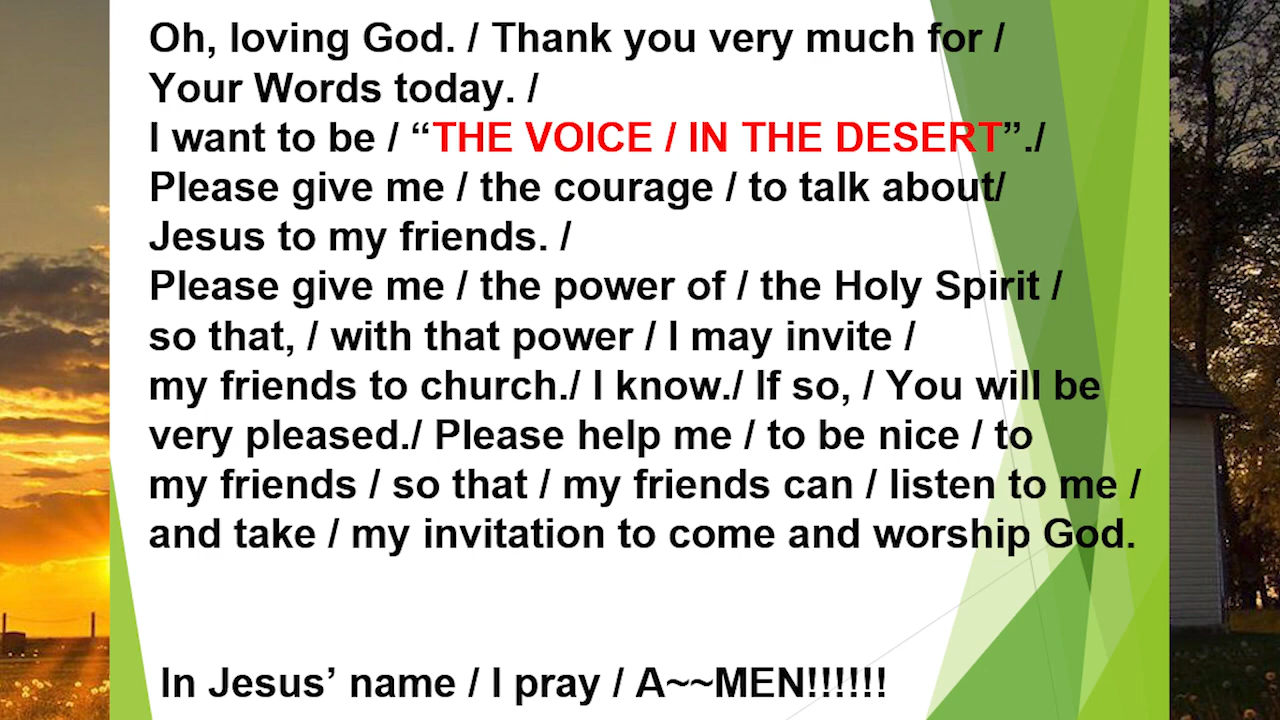 Oh, loving God. / Thank you very much for /
Your Words today. /
I want to be / “THE VOICE / IN THE DESERT”./
Please give me / the courage / to talk about/
Jesus to my friends. /
Please give me / the power of / the Holy Spirit /
so that, / with that power / I may invite /
my friends to church./ I know./ If so, / You will be
very pleased./ Please help me / to be nice / to
my friends / so that / my friends can / listen to me /
and take / my invitation to come and worship God.
In Jesus’ name / I pray / A~~MEN!!!!!!